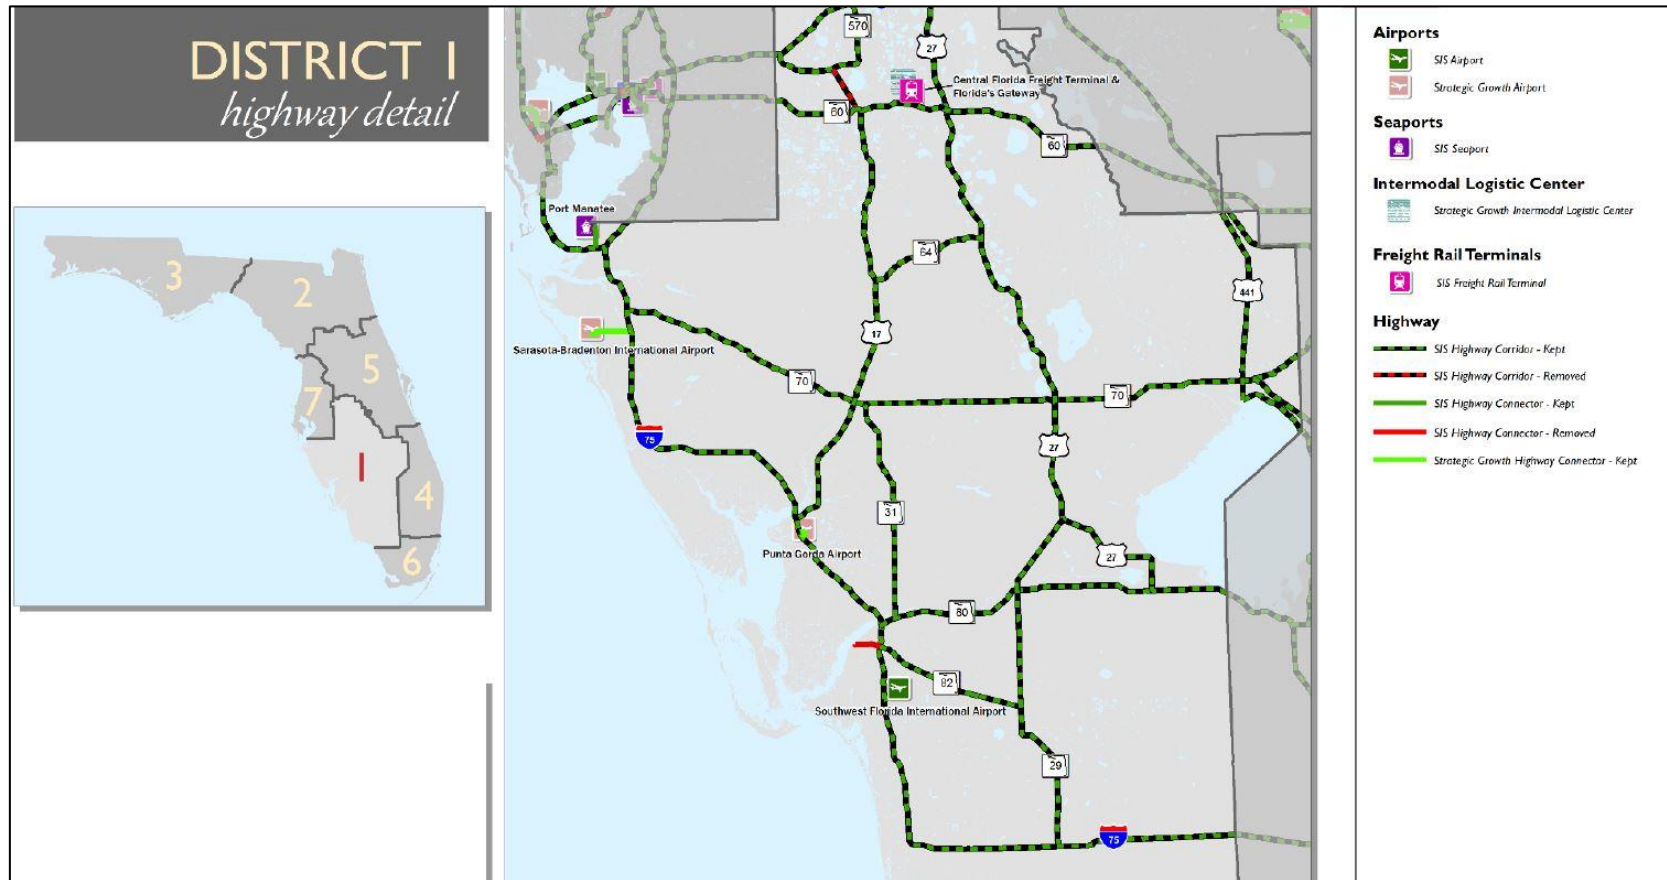 DISTRICT 1
highway detail
3
2
5
7
1
4
6
570
27
Central Florida Freight Terminal &
Florida's Gateway
60
60
Port Manatee
64
441
17
Sarasota-Bradenton International Airport
70
70
75
27
31
Punta Gorda Airport
27
80
82
Southwest Florida International Airport
29
75
Airports
SIS Airport
Strategic Growth Airport
Seaports
SIS Seaport
Intermodal Logistic Center
Strategic Growth Intermodal Logistic Center
Freight Rail Terminals
SIS Freight Rail Terminal
Highway
SIS Highway Corridor - Kept
SIS Highway Corridor - Removed
SIS Highway Connector - Kept
SIS Highway Connector - Removed
Strategic Growth Highway Connector - Kept